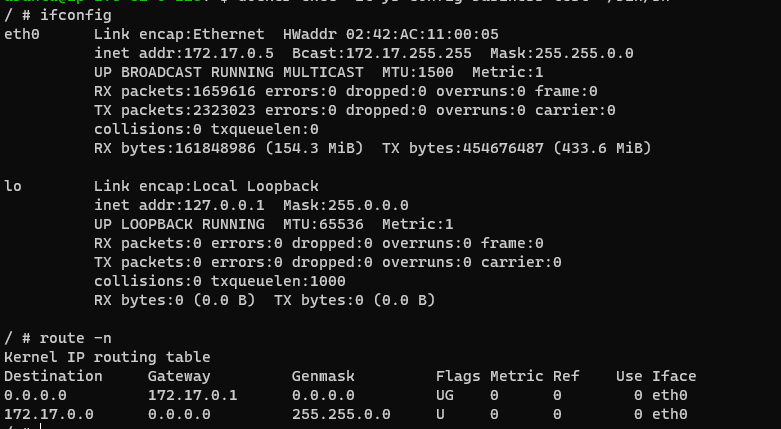 / # ifconfig
eth0      Link encap:Ethernet  HWaddr 02:42:AC:11:00:05
          inet addr:172.17.0.5  Bcast:172.17.255.255  Mask:255.255.0.0
          UP BROADCAST RUNNING MULTICAST  MTU:1500  Metric:1
          RX packets:1659616 errors:0 dropped:0 overruns:0 frame:0
          TX packets:2323023 errors:0 dropped:0 overruns:0 carrier:0
          collisions:0 txqueuelen:0
          RX bytes:161848986 (154.3 MiB)  TX bytes:454676487 (433.6 MiB)

lo        Link encap:Local Loopback
          inet addr:127.0.0.1  Mask:255.0.0.0
          UP LOOPBACK RUNNING  MTU:65536  Metric:1
          RX packets:0 errors:0 dropped:0 overruns:0 frame:0
          TX packets:0 errors:0 dropped:0 overruns:0 carrier:0
          collisions:0 txqueuelen:1000
          RX bytes:0 (0.0 B)  TX bytes:0 (0.0 B)

/ # route -n
Kernel IP routing table
Destination     Gateway         Genmask         Flags Metric Ref    Use Iface
0.0.0.0         172.17.0.1      0.0.0.0         UG    0      0        0 eth0
172.17.0.0      0.0.0.0         255.255.0.0     U     0      0        0 eth0
/ #